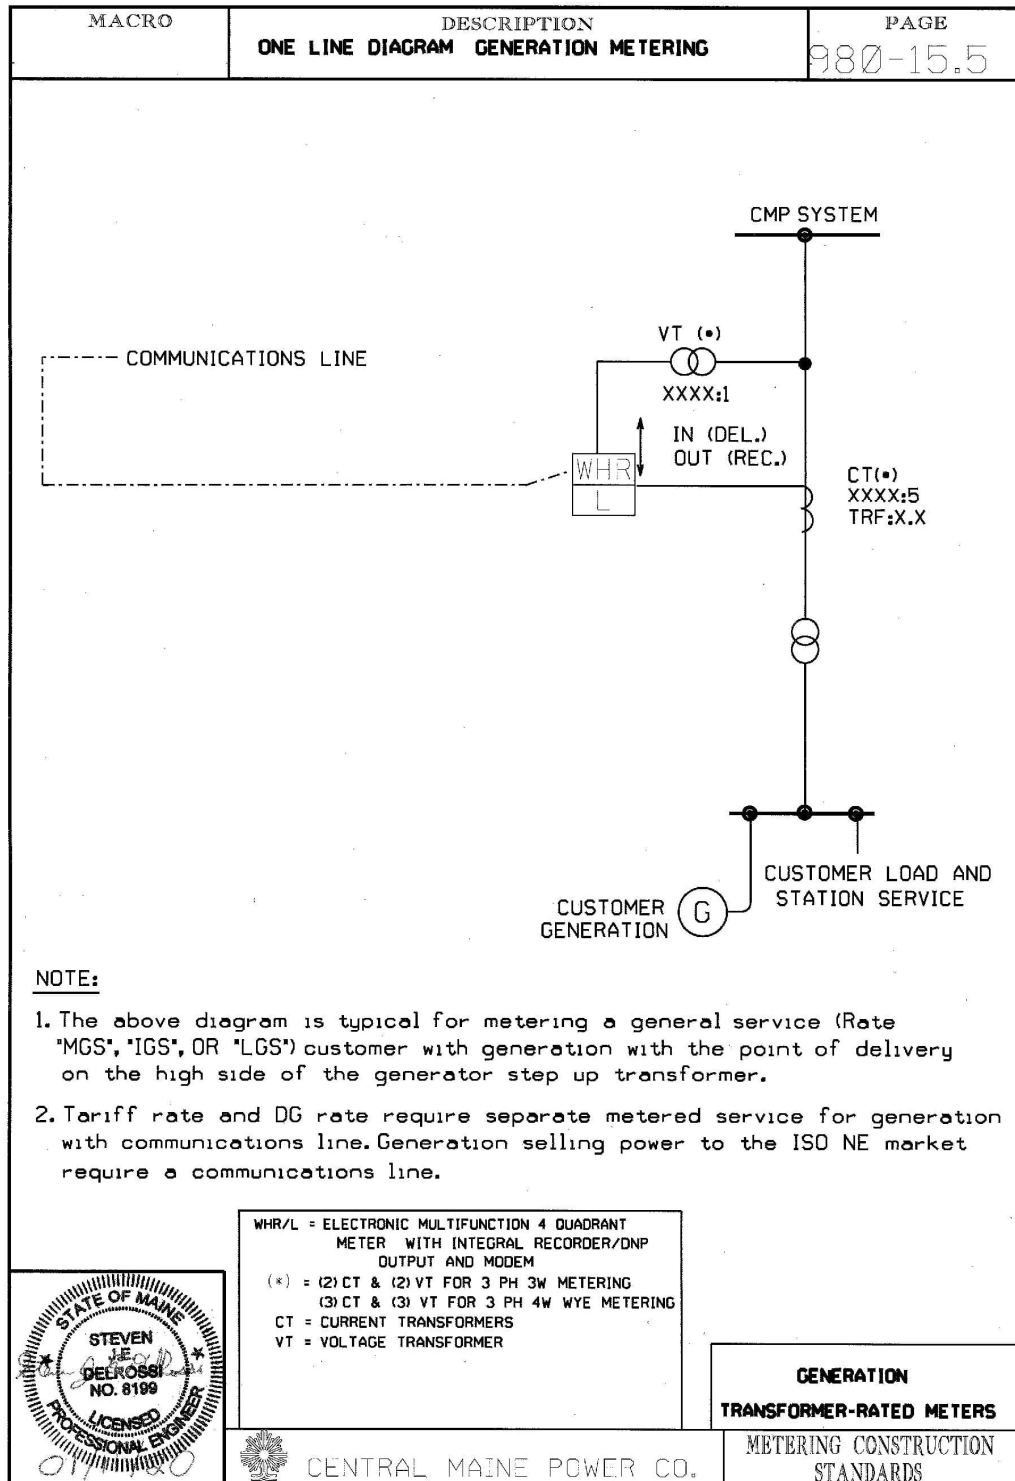 MACRO
DESCRIPTION
ONE LINE DIAGRAM GENERATION METERING
PAGE
980-15.5
CMP SYSTEM
VT (•)
XXXX:1
COMMUNICATIONS LINE
IN (DEL.)
OUT (REC.)
WHR
L
CT(•)
XXXX:5
TRF:X.X
CUSTOMER LOAD AND
STATION SERVICE
CUSTOMER
GENERATION
G
NOTE:
1. The above diagram is typical for metering a general service (Rate
"MGS", "IGS", OR "LGS") customer with generation with the point of delivery
on the high side of the generator step up transformer.
2. Tariff rate and DG rate require separate metered service for generation
with communications line. Generation selling power to the ISO NE market
require a communications line.
WHR/L = ELECTRONIC MULTIFUNCTION 4 QUADRANT
METER WITH INTEGRAL RECORDER/DNP
OUTPUT AND MODEM
(*) = (2) CT & (2) VT FOR 3 PH 3W METERING
(3) CT & (3) VT FOR 3 PH 4W WYE METERING
CT = CURRENT TRANSFORMERS
VT = VOLTAGE TRANSFORMER
STATE OF MAINE
STEVEN
J.E.
DELROSSI
NO. 8199
LICENSED
PROFESSIONAL ENGINEER
GENERATION
TRANSFORMER-RATED METERS
CENTRAL MAINE POWER CO.
METERING CONSTRUCTION
STANDARDS